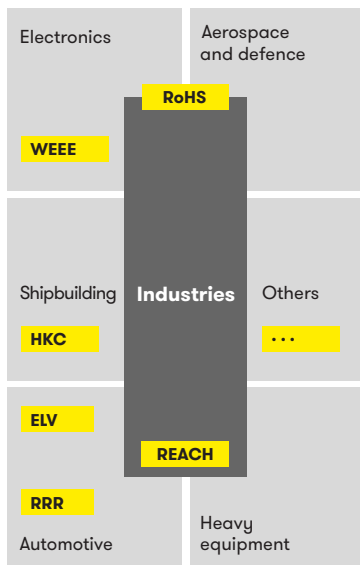 Electronics
Aerospace
and defence
RoHS
WEEE
Shipbuilding
Industries
Others
HKC
...
ELV
REACH
RRR
Automotive
Heavy
equipment